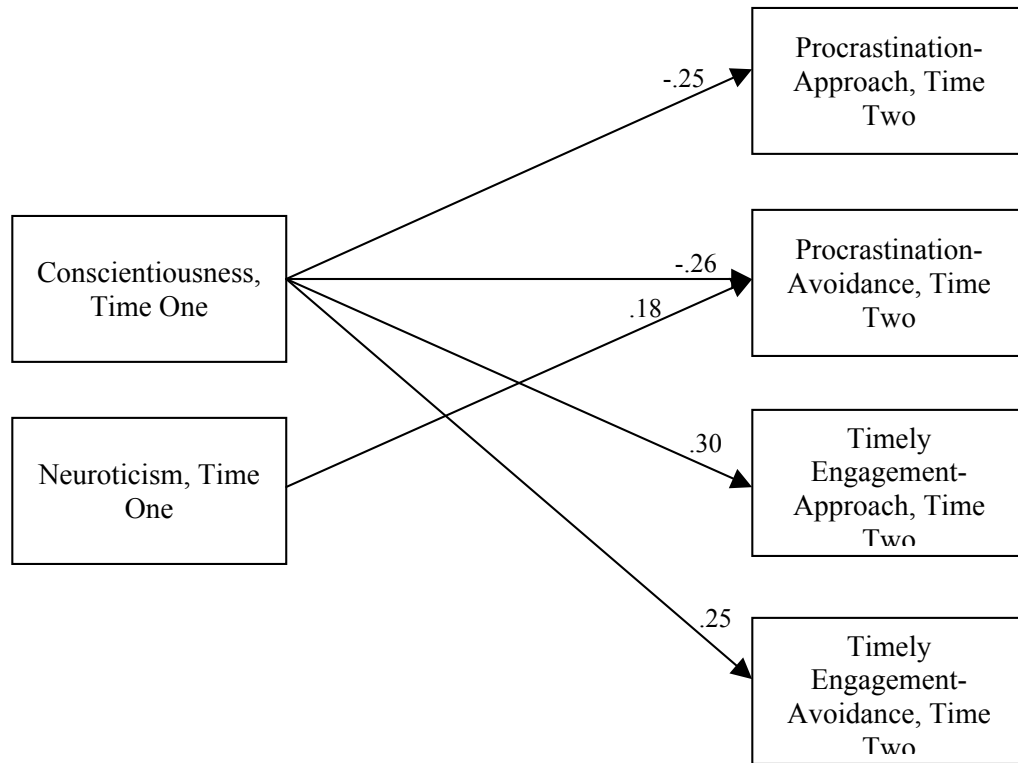 Procrastination-
Approach, Time
Two
-.25
Conscientiousness,
Time One
-.26
.18
Procrastination-
Avoidance, Time
Two
Neuroticism, Time
One
.30
Timely
Engagement-
Approach, Time
Two
.25
Timely
Engagement-
Avoidance, Time
Two